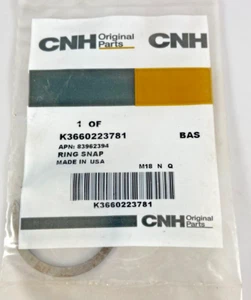 CNH Original Parts CNH
1 OF
K3660223781 BAS
APN: 83962394
RING SNAP
MADE IN USA M18 N Q
K3660223781
CNH Original Parts